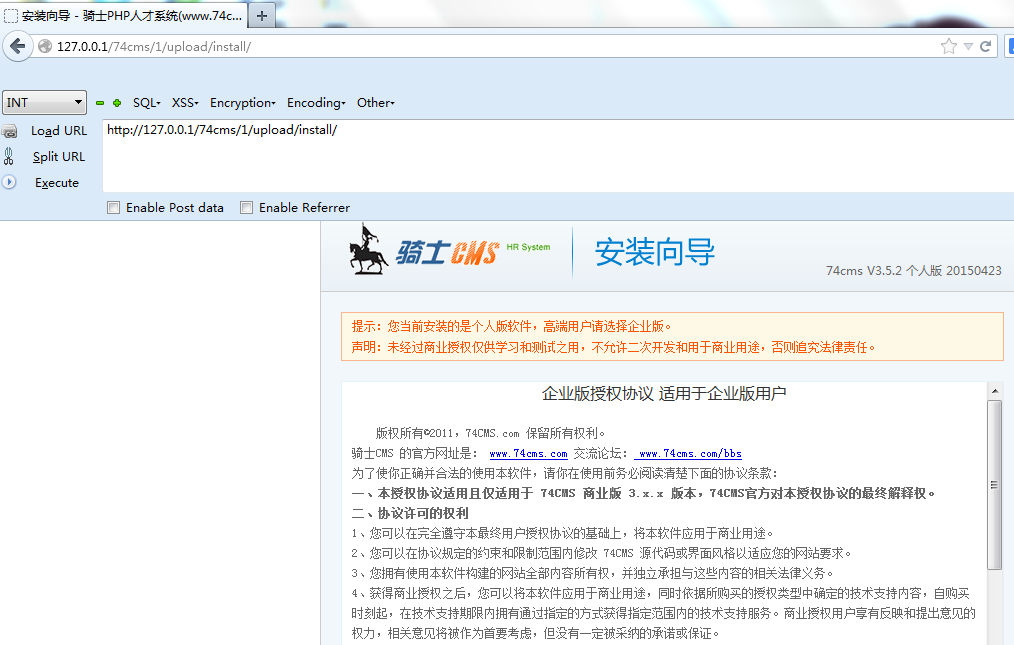 安装向导 - 骑士PHP人才系统(www.74c...
127.0.0.1/74cms/1/upload/install/
INT SQL XSS Encryption Encoding Other
Load URL http://127.0.0.1/74cms/1/upload/install/
Split URL
Execute
Enable Post data Enable Referrer
骑士CMS HR System 安装向导
74cms V3.5.2 个人版 20150423
提示：您当前安装的是个人版软件，高端用户请选择企业版。
声明：未经过商业授权仅供学习和测试之用，不允许二次开发和用于商业用途，否则追究法律责任。
企业版授权协议 适用于企业版用户
版权所有©2011，74CMS.com 保留所有权利。
骑士CMS 的官方网址是： www.74cms.com 交流论坛： www.74cms.com/bbs
为了使你正确并合法的使用本软件，请你在使用前务必阅读清楚下面的协议条款：
一、本授权协议适用且仅适用于 74CMS 商业版 3.x.x 版本，74CMS官方对本授权协议的最终解释权。
二、协议许可的权利
1、您可以在完全遵守本最终用户授权协议的基础上，将本软件应用于商业用途。
2、您可以在协议规定的约束和限制范围内修改 74CMS 源代码或界面风格以适应您的网站要求。
3、您拥有使用本软件构建的网站全部内容所有权，并独立承担与这些内容的相关法律义务。
4、获得商业授权之后，您可以将本软件应用于商业用途，同时依据所购买的授权类型中确定的技术支持内容，自购买
时刻起，在技术支持期限内拥有通过指定的方式获得指定范围内的技术支持服务。商业授权用户享有反映和提出意见的
权力，相关意见将被作为首要考虑，但没有一定被采纳的承诺或保证。